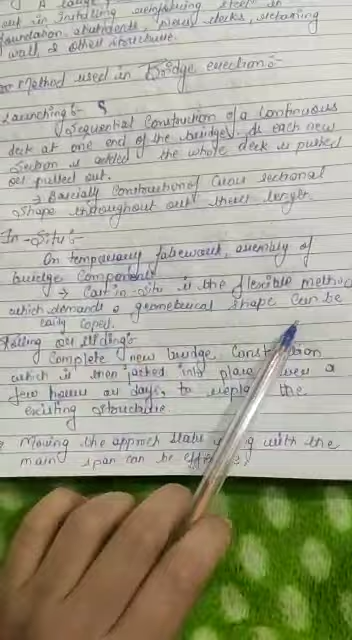 A
out in Installing reinforcing steel in
foundation, abutments, piers, decks, retaining
wall & other structure.
Method used in Bridge erection:-
Launching:-
Sequential Construction of a continuous
deck at one end of the bridge. As each new
Section is added the whole deck is pushed
or pulled out.
→ Basically Construction of Cross sectional
Shape throughout out their length
In-Situ:-
On temporary falsework, assembly of
bridge Components
→ Cast in-situ is the flexible method
which demands a geometrical shape can be
easily coped.
Rolling or Sliding:-
Complete new bridge Construction
which is then jacked into place over a
few hours or days, to the
existing structure
Moving the approach slabs with the
main span can be